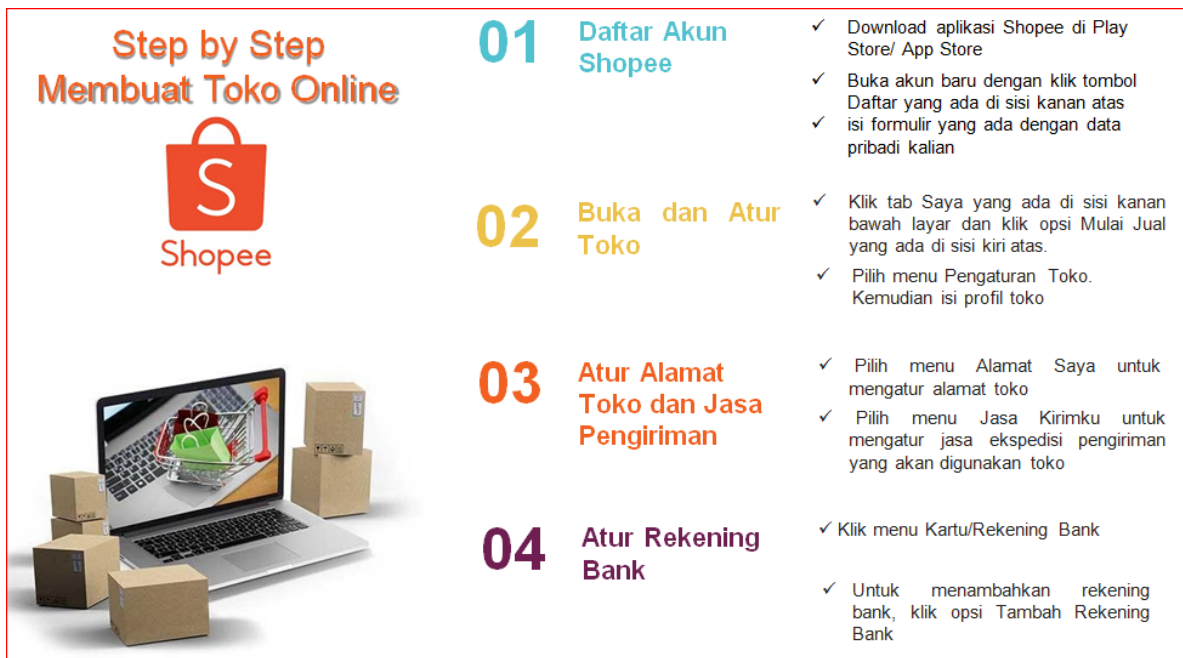 Step by Step
Membuat Toko Online
S
Shopee
01
Daftar Akun
Shopee
✓ Download aplikasi Shopee di Play
Store/ App Store
✓ Buka akun baru dengan klik tombol
Daftar yang ada di sisi kanan atas
✓ isi formulir yang ada dengan data
pribadi kalian
02
Buka dan Atur
Toko
✓ Klik tab Saya yang ada di sisi kanan
bawah layar dan klik opsi Mulai Jual
yang ada di sisi kiri atas.
✓ Pilih menu Pengaturan Toko.
Kemudian isi profil toko
03
Atur Alamat
Toko dan Jasa
Pengiriman
✓ Pilih menu Alamat Saya untuk
mengatur alamat toko
✓ Pilih menu Jasa Kirimku untuk
mengatur jasa ekspedisi pengiriman
yang akan digunakan toko
04
Atur Rekening
Bank
✓ Klik menu Kartu/Rekening Bank
✓ Untuk menambahkan rekening
bank, klik opsi Tambah Rekening
Bank